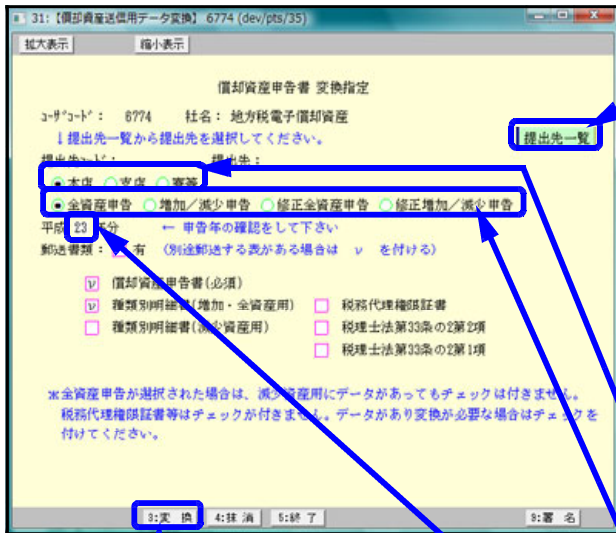 31:【償却資産送信用データ変換】 6774 (dev/pts/35)
拡大表示 縮小表示
償却資産申告書 変換指定
ユーザコード: 6774 社名: 地方税電子償却資産
↓提出先一覧から提出先を選択してください。 提出先一覧
提出先コード: 提出先:
本店 支店 寮等
全資産申告 増加/減少申告 修正全資産申告 修正増加/減少申告
平成 23 年分 ← 申告年の確認をして下さい
郵送書類: 有 (別途郵送する表がある場合は ν を付ける)
ν 償却資産申告書(必須)
ν 種類別明細書(増加・全資産用) 税務代理権限証書
種類別明細書(減少資産用) 税理士法第33条の2第2項
税理士法第33条の2第1項
※全資産申告が選択された場合は、減少資産用にデータがあってもチェックは付きません。
税務代理権限証書等はチェックが付きません。データがあり変換が必要な場合はチェックを
付けてください。
3:変 換 4:抹 消 5:終 了 9:署 名